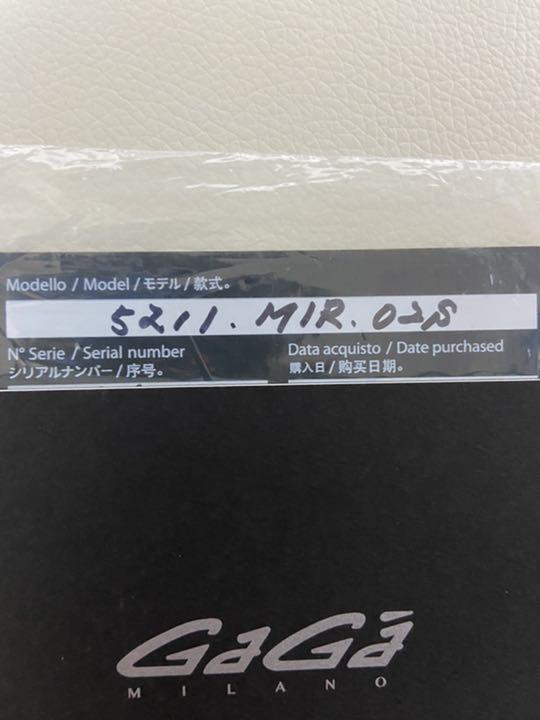 Modello / Model / モデル / 款式。
5211.MIR.02S
N° Serie / Serial number
シリアルナンバー / 序号。
Data acquisto / Date purchased
購入日 / 购买日期。
GaGà
MILANO